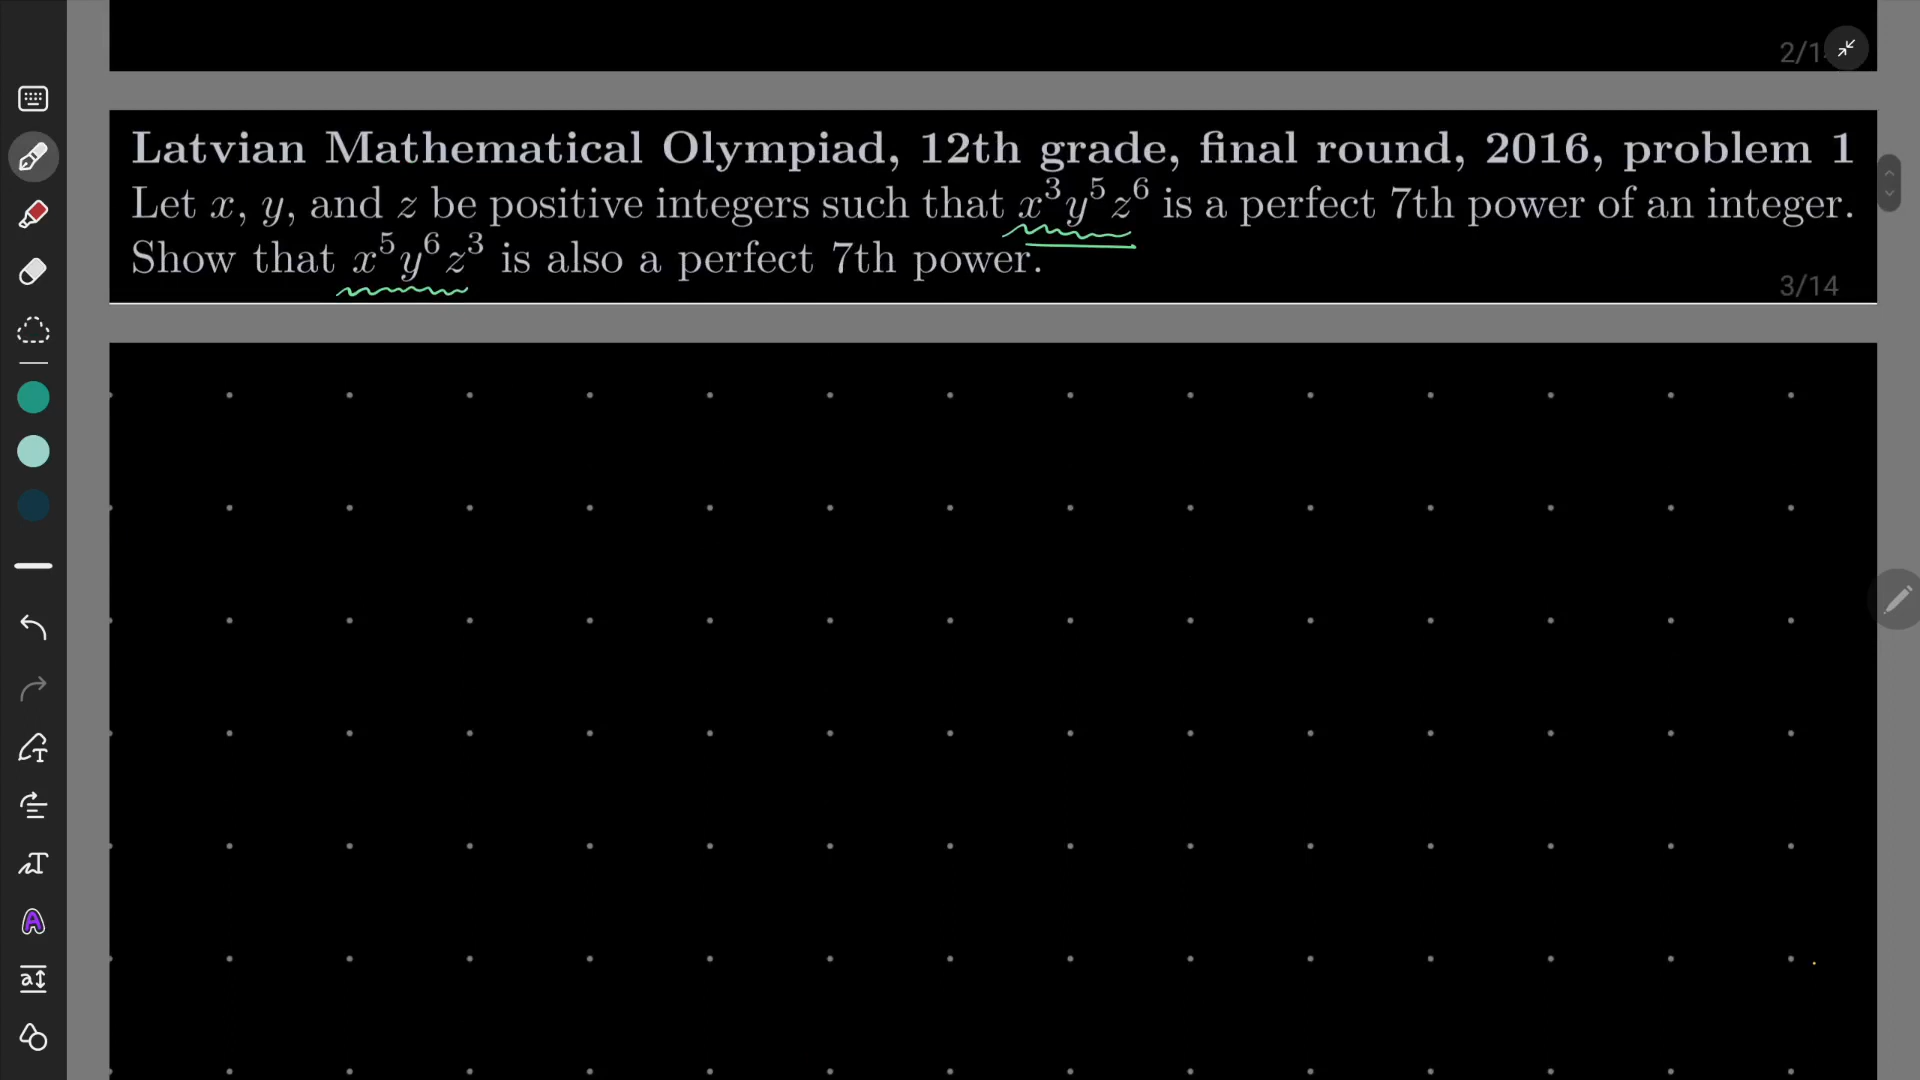 2/1
Latvian Mathematical Olympiad, 12th grade, final round, 2016, problem 1
Let x, y, and z be positive integers such that x³y⁵z⁶ is a perfect 7th power of an integer.
Show that x⁵y⁶z³ is also a perfect 7th power.
3/14